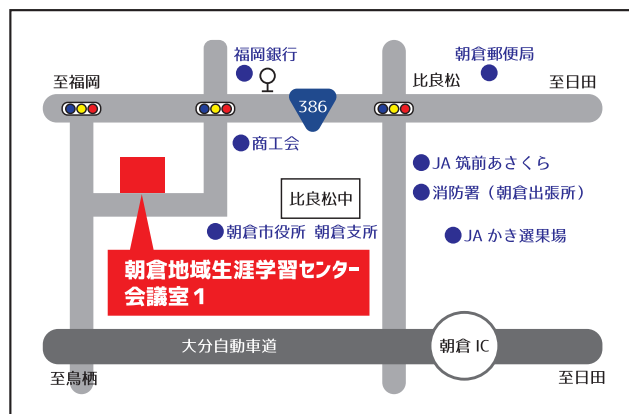 福岡銀行
朝倉郵便局
至福岡
比良松
至日田
386
商工会
JA 筑前あさくら
消防署（朝倉出張所）
比良松中
朝倉市役所 朝倉支所
JA かき選果場
朝倉地域生涯学習センター
会議室1
大分自動車道
朝倉 IC
至鳥栖
至日田